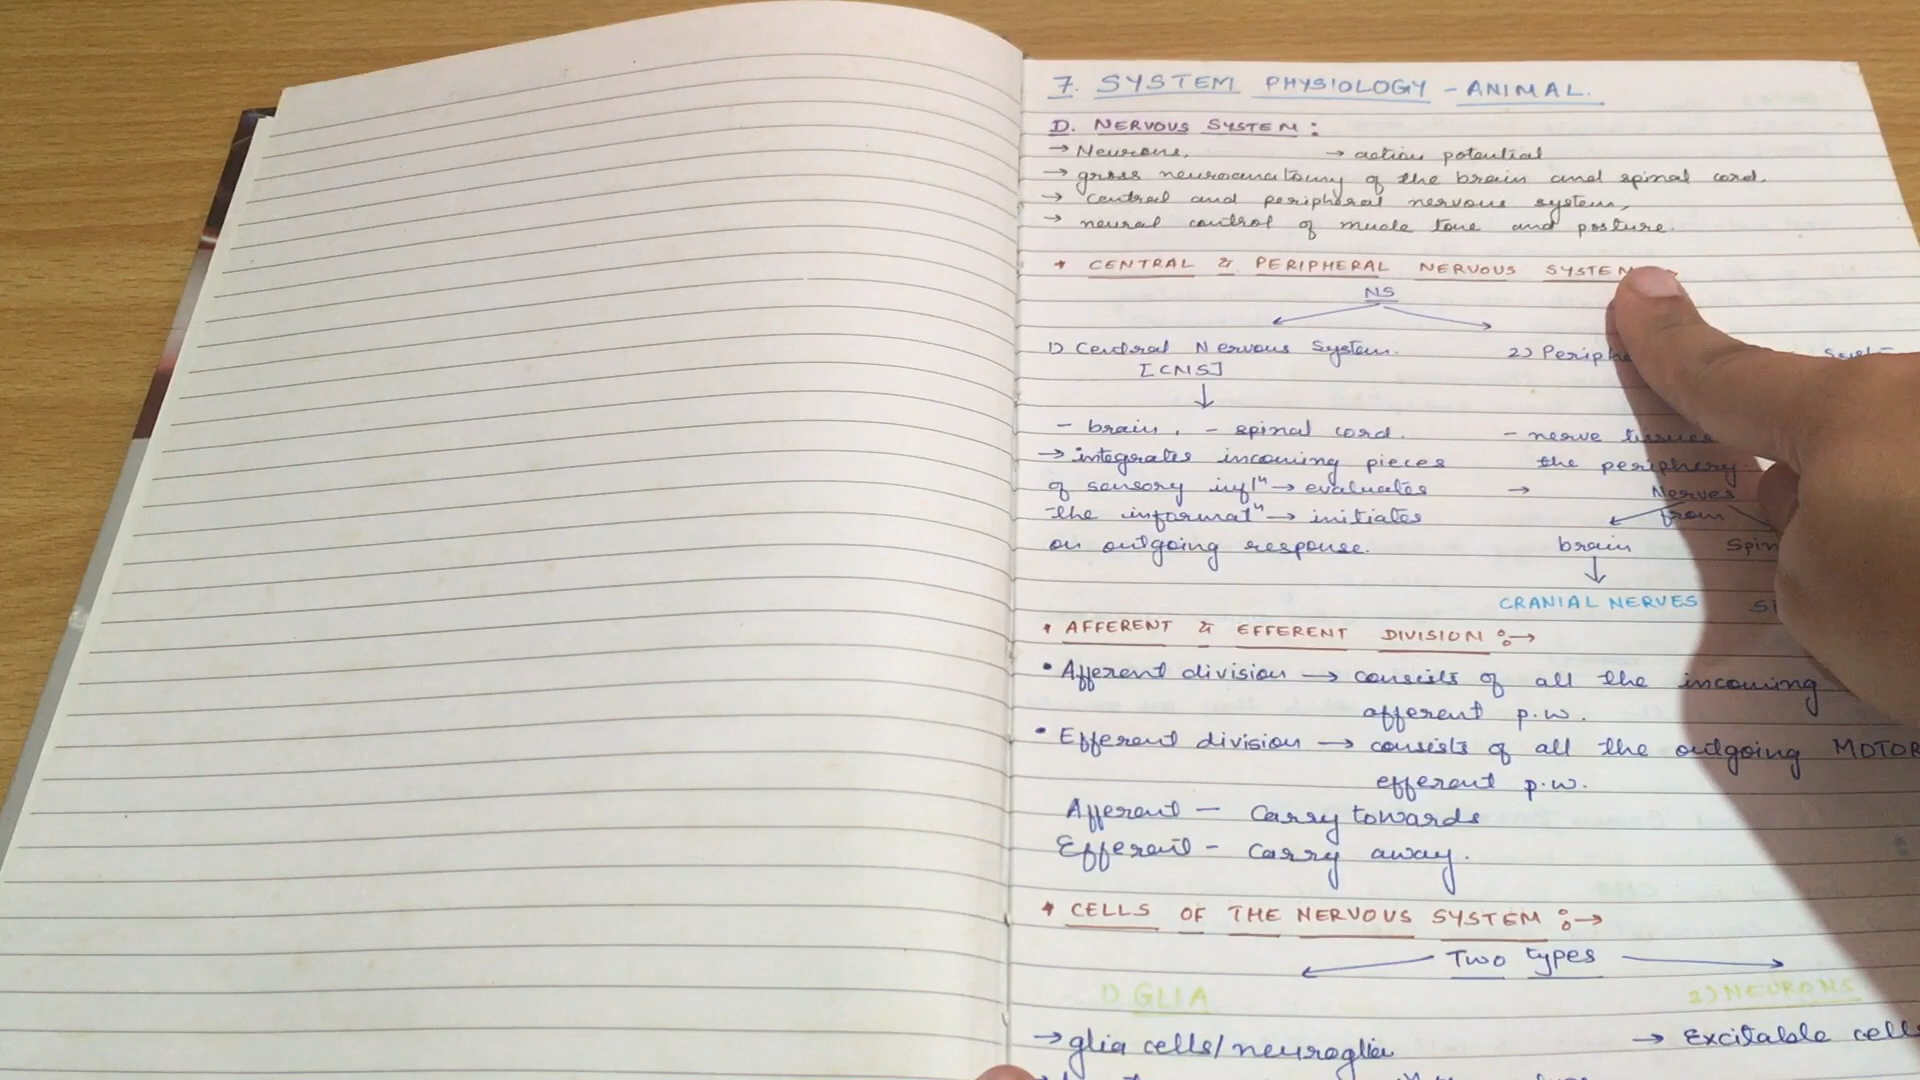 7. SYSTEM PHYSIOLOGY - ANIMAL.
D. NERVOUS SYSTEM :
→ Neurons, → action potential
→ gross neuroanatomy of the brain and spinal cord,
→ central and peripheral nervous system,
→ neural control of muscle tone and posture.
* CENTRAL & PERIPHERAL NERVOUS SYSTEM
NS
1) Central Nervous System. 2) Periphe
[CNS]
↓
- brain, - spinal cord. - nerve tissues
→ integrates incoming pieces the periphery.
of sensory infⁿ → evaluates → Nerves
the informatⁿ → initiates from
on outgoing response. brain Spin
↓
CRANIAL NERVES
* AFFERENT & EFFERENT DIVISION :→
• Afferent division → consists of all the incoming
afferent p.w.
• Efferent division → consists of all the outgoing MOTOR
efferent p.w.
Afferent - Carry towards
Efferent - Carry away.
* CELLS OF THE NERVOUS SYSTEM :→
Two types
1) GLIA 2) NEURONS
→ glia cells/neuroglia → Excitable cells